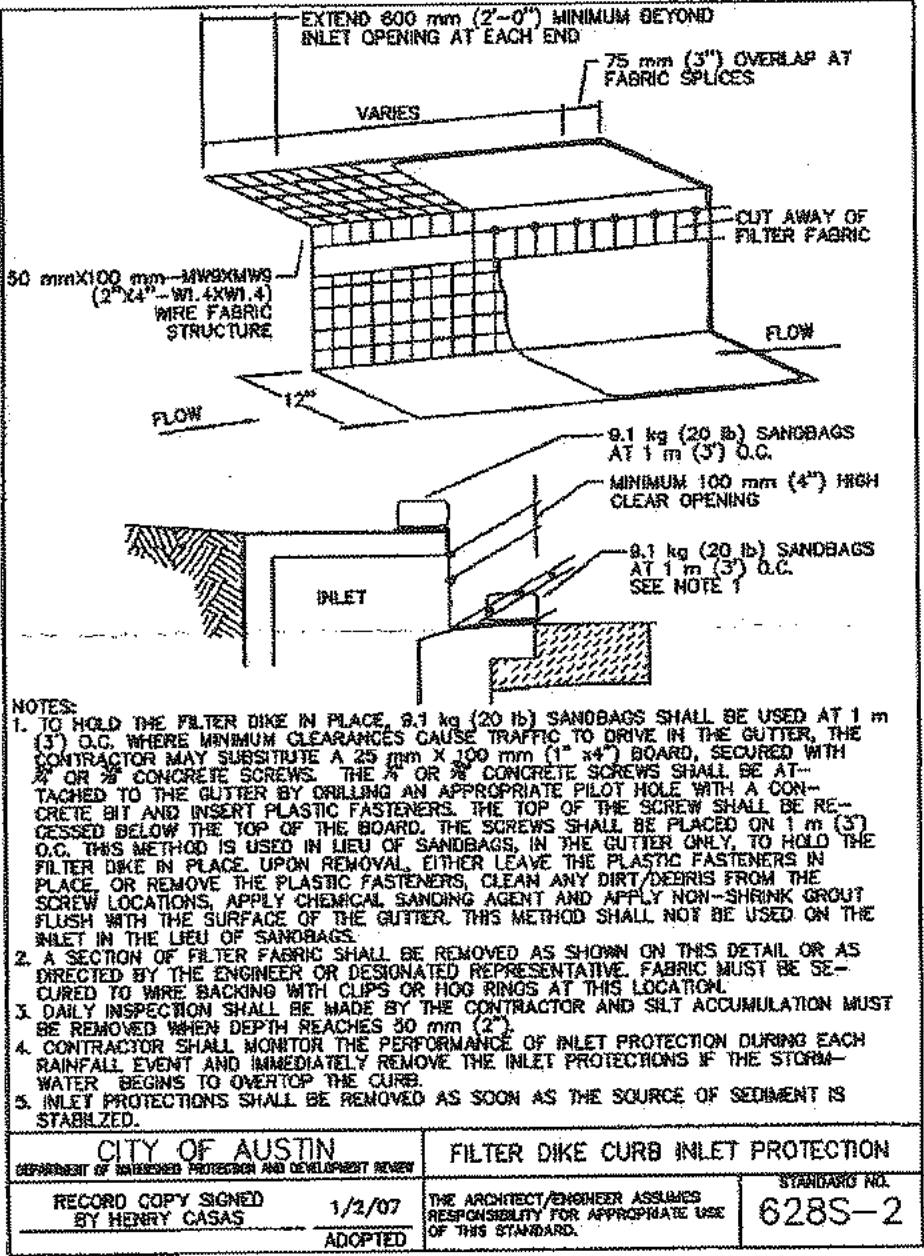 EXTEND 600 mm (2'-0") MINIMUM BEYOND
INLET OPENING AT EACH END
75 mm (3") OVERLAP AT
FABRIC SPLICES
VARIES
CUT AWAY OF
FILTER FABRIC
50 mmX100 mm-MW9XMW9
(2"X4"-W1.4XW1.4)
WIRE FABRIC
STRUCTURE
FLOW
12"
FLOW
9.1 kg (20 lb) SANDBAGS
AT 1 m (3') O.C.
MINIMUM 100 mm (4") HIGH
CLEAR OPENING
9.1 kg (20 lb) SANDBAGS
AT 1 m (3') O.C.
SEE NOTE 1
INLET
NOTES:
1. TO HOLD THE FILTER DIKE IN PLACE, 9.1 kg (20 lb) SANDBAGS SHALL BE USED AT 1 m
(3') O.C. WHERE MINIMUM CLEARANCES CAUSE TRAFFIC TO DRIVE IN THE GUTTER, THE
CONTRACTOR MAY SUBSTITUTE A 25 mm X 100 mm (1" x4") BOARD, SECURED WITH
OR CONCRETE SCREWS. THE OR CONCRETE SCREWS SHALL BE AT-
TACHED TO THE GUTTER BY DRILLING AN APPROPRIATE PILOT HOLE WITH A CON-
CRETE BIT AND INSERT PLASTIC FASTENERS. THE TOP OF THE SCREW SHALL BE RE-
CESSED BELOW THE TOP OF THE BOARD. THE SCREWS SHALL BE PLACED ON 1 m (3')
O.C. THIS METHOD IS USED IN LIEU OF SANDBAGS, IN THE GUTTER ONLY, TO HOLD THE
FILTER DIKE IN PLACE. UPON REMOVAL, EITHER LEAVE THE PLASTIC FASTENERS IN
PLACE, OR REMOVE THE PLASTIC FASTENERS, CLEAN ANY DIRT/DEBRIS FROM THE
SCREW LOCATIONS, APPLY CHEMICAL SANDING AGENT AND APPLY NON-SHRINK GROUT
FLUSH WITH THE SURFACE OF THE GUTTER. THIS METHOD SHALL NOT BE USED ON THE
INLET IN THE LIEU OF SANDBAGS.
2. A SECTION OF FILTER FABRIC SHALL BE REMOVED AS SHOWN ON THIS DETAIL OR AS
DIRECTED BY THE ENGINEER OR DESIGNATED REPRESENTATIVE. FABRIC MUST BE SE-
CURED TO WIRE BACKING WITH CLIPS OR HOG RINGS AT THIS LOCATION.
3. DAILY INSPECTION SHALL BE MADE BY THE CONTRACTOR AND SILT ACCUMULATION MUST
BE REMOVED WHEN DEPTH REACHES 50 mm (2").
4. CONTRACTOR SHALL MONITOR THE PERFORMANCE OF INLET PROTECTION DURING EACH
RAINFALL EVENT AND IMMEDIATELY REMOVE THE INLET PROTECTIONS IF THE STORM-
WATER BEGINS TO OVERTOP THE CURB.
5. INLET PROTECTIONS SHALL BE REMOVED AS SOON AS THE SOURCE OF SEDIMENT IS
STABILZED.
CITY OF AUSTIN
DEPARTMENT OF WATERSHED PROTECTION AND DEVELOPMENT REVIEW
FILTER DIKE CURB INLET PROTECTION
RECORD COPY SIGNED
BY HENRY CASAS
1/2/07
ADOPTED
THE ARCHITECT/ENGINEER ASSUMES
RESPONSIBILITY FOR APPROPRIATE USE
OF THIS STANDARD.
STANDARD NO.
628S-2